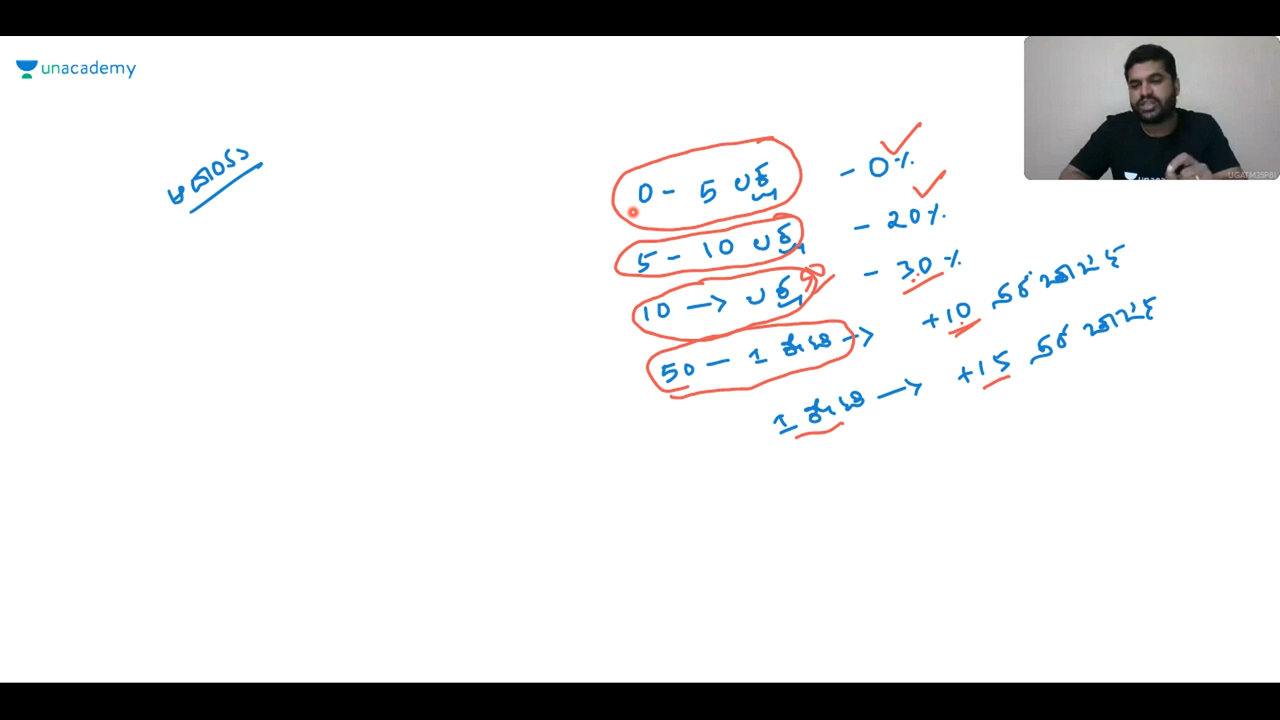 unacademy
ಆದಾಯ
0 - 5 ಲಕ್ಷ - 0%
5 - 10 ಲಕ್ಷ - 20%
10 → ಲಕ್ಷ - 30%
50 - 1 ಕೋಟಿ → +10 ಸರ್ ಚಾರ್ಜ್
1 ಕೋಟಿ → +15 ಸರ್ ಚಾರ್ಜ್